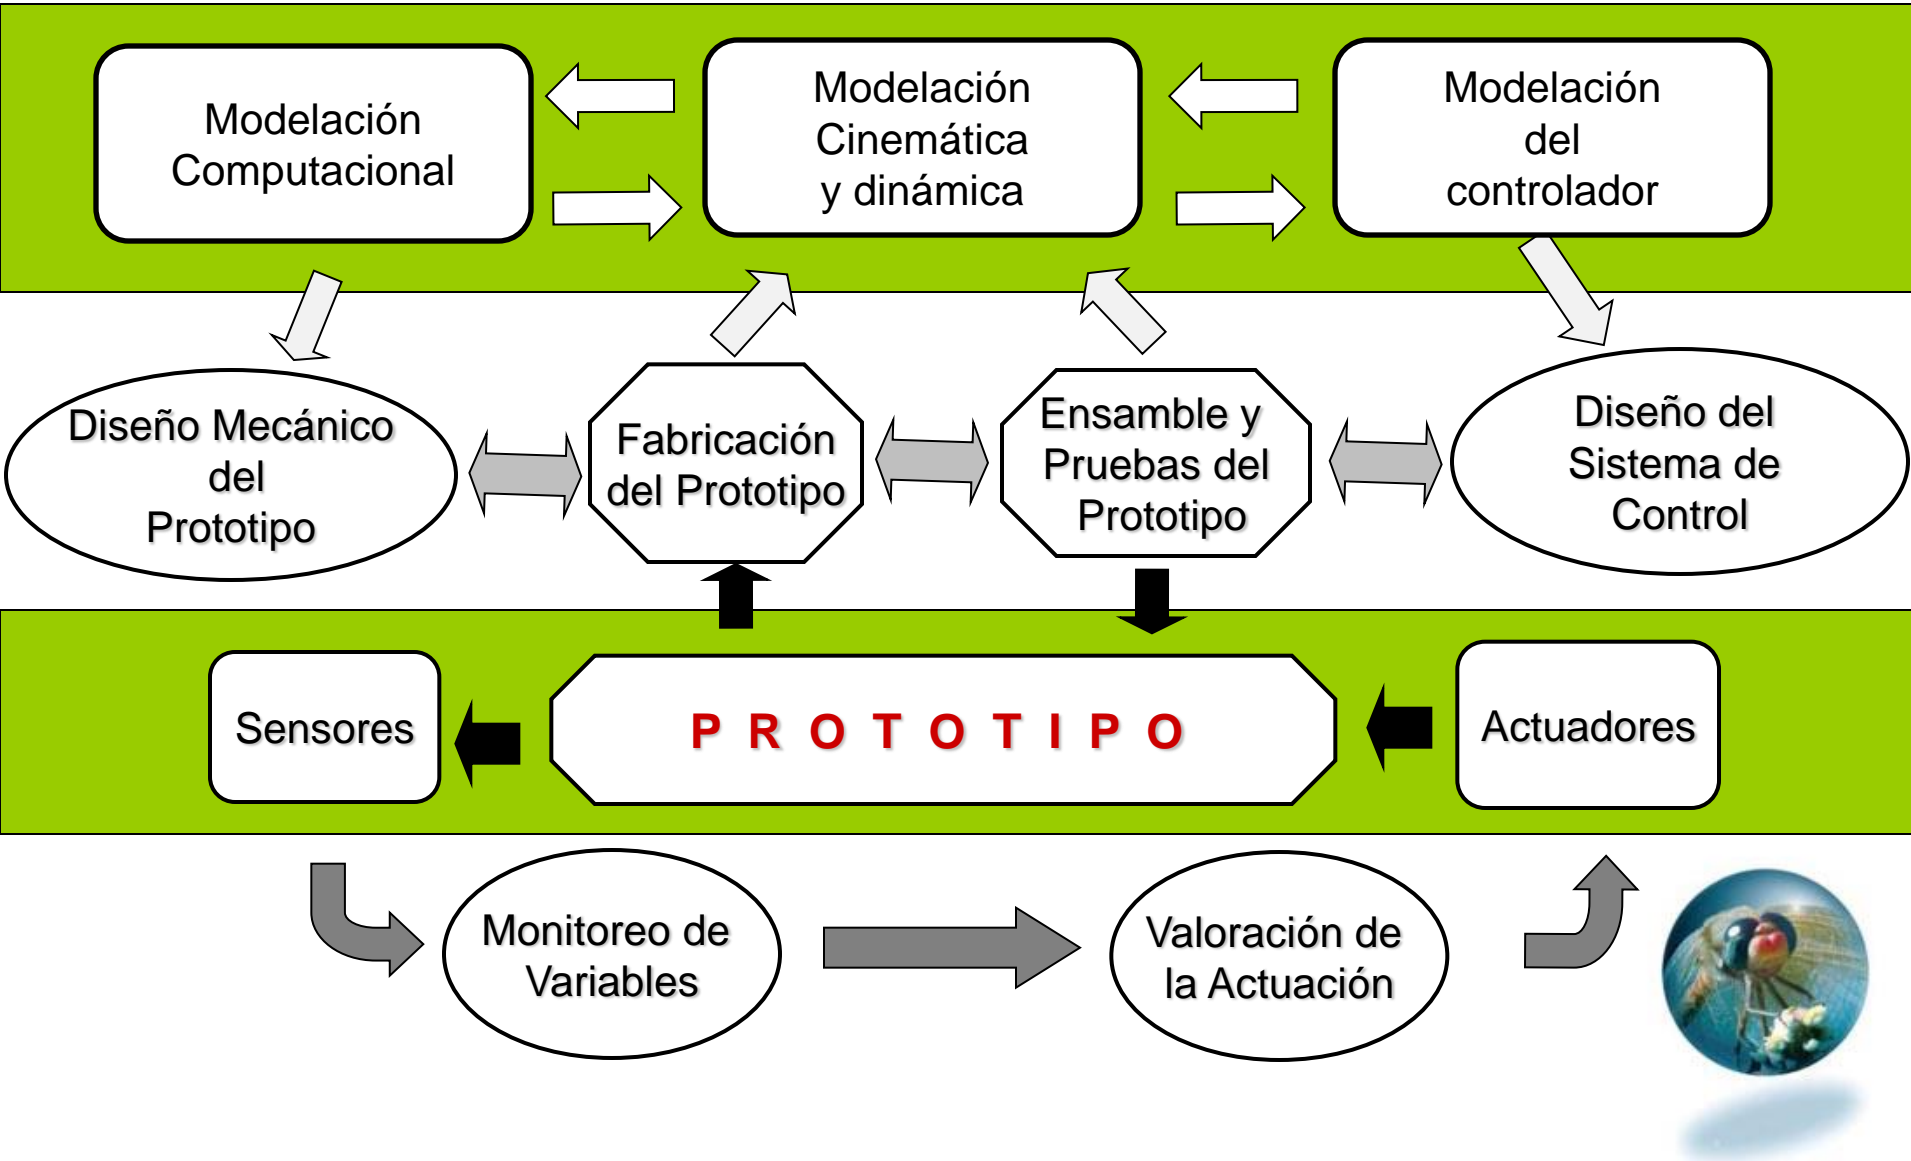 Modelación
Computacional
Modelación
Cinemática
y dinámica
Modelación
del
controlador
Diseño Mecánico
del
Prototipo
Fabricación
del Prototipo
Ensamble y
Pruebas del
Prototipo
Diseño del
Sistema de
Control
Sensores
P R O T O T I P O
Actuadores
Monitoreo de
Variables
Valoración de
la Actuación